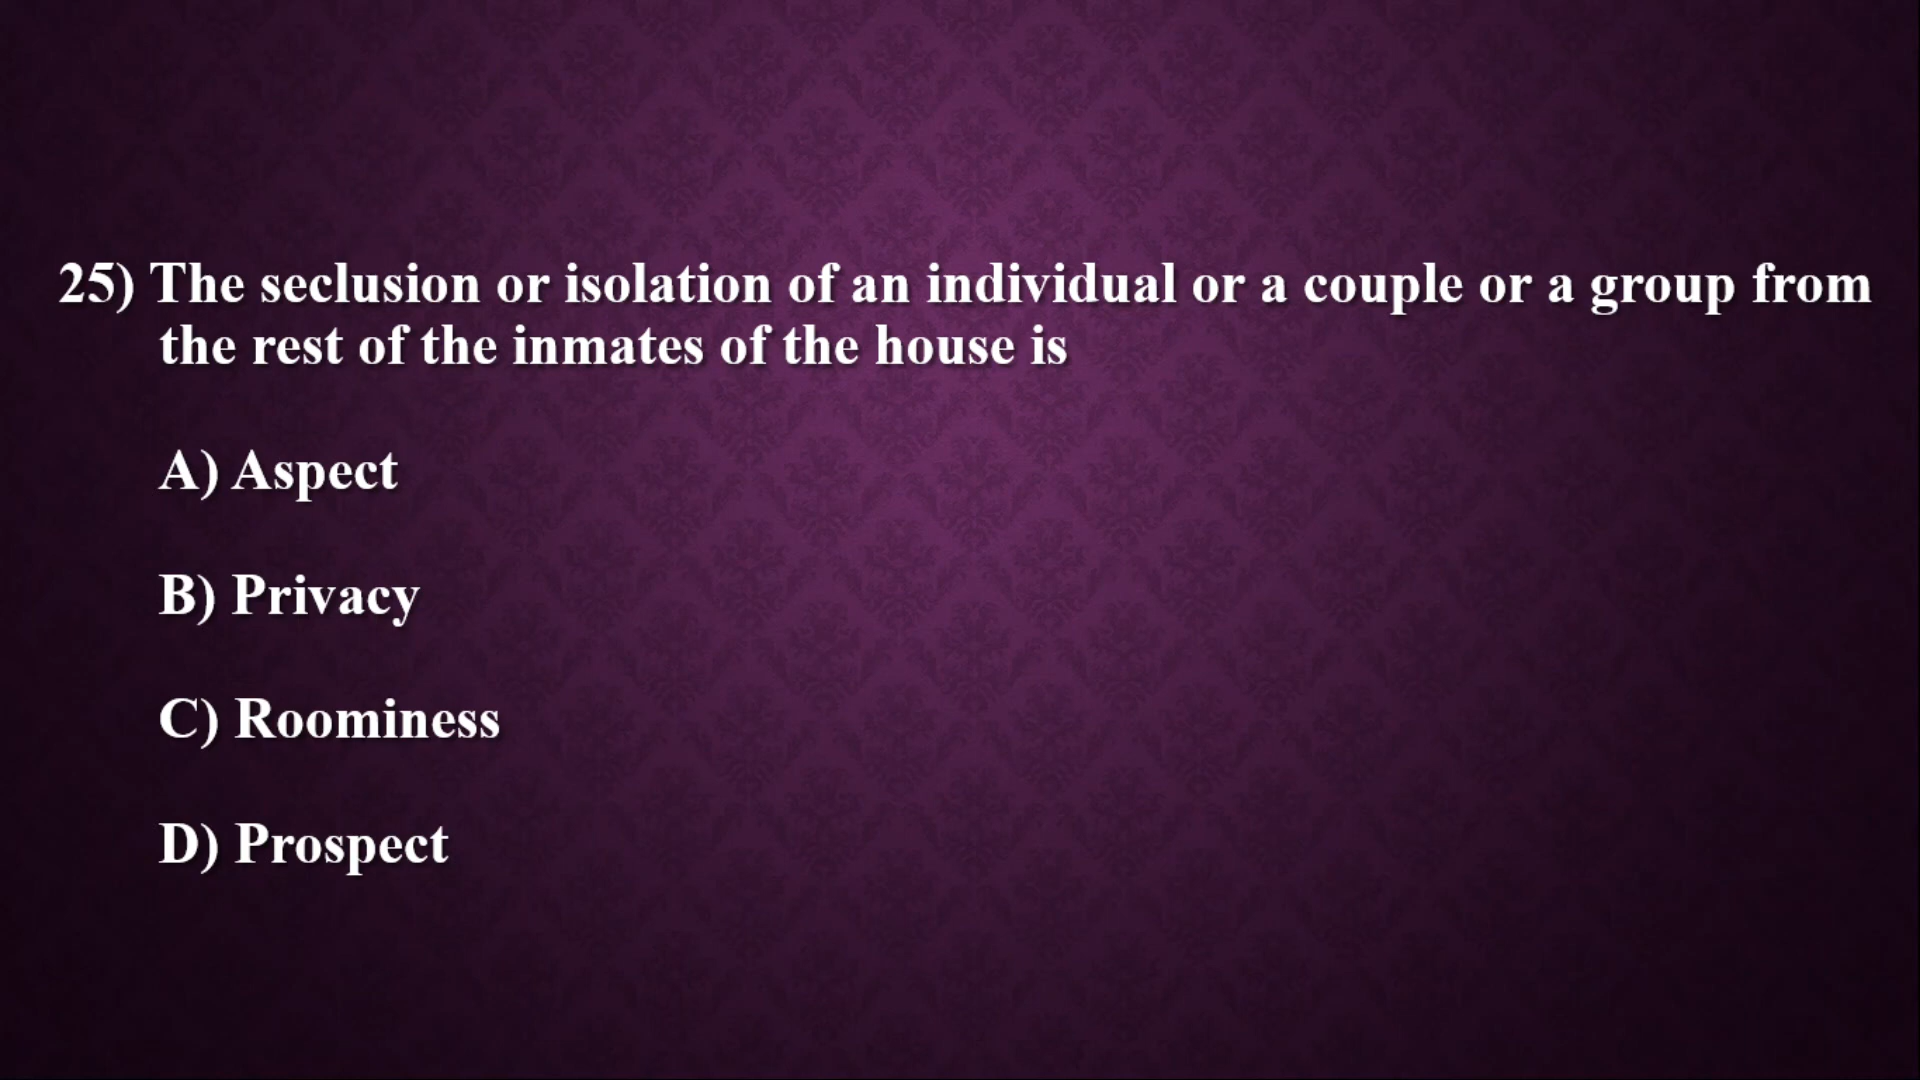 25) The seclusion or isolation of an individual or a couple or a group from
the rest of the inmates of the house is
A) Aspect
B) Privacy
C) Roominess
D) Prospect